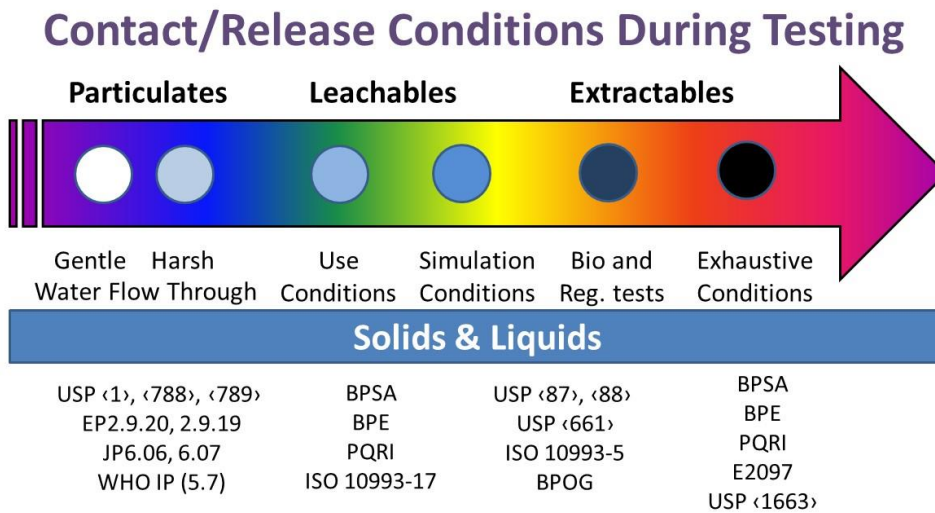 Contact/Release Conditions During Testing
Particulates Leachables Extractables
Gentle Harsh
Water Flow Through
Use
Conditions
Simulation
Conditions
Bio and
Reg. tests
Exhaustive
Conditions
Solids & Liquids
USP ‹1›, ‹788›, ‹789›
EP2.9.20, 2.9.19
JP6.06, 6.07
WHO IP (5.7)
BPSA
BPE
PQRI
ISO 10993-17
USP ‹87›, ‹88›
USP ‹661›
ISO 10993-5
BPOG
BPSA
BPE
PQRI
E2097
USP ‹1663›